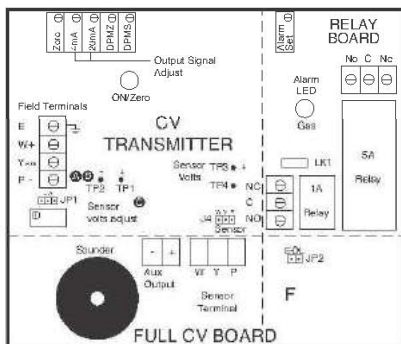 Zero
4mA
20mA
DPMZ
DPMS
Output Signal
Adjust
ON/Zero
Alarm
Set
RELAY
BOARD
No C Nc
Alarm
LED
Gas
Field Terminals
E
W+
P -
CV
TRANSMITTER
TP2
TP1
JP1
Sensor
volts adjust
Sensor
Volts
TP3 +
TP4
J4
Sensor
LK1
NC
C
NO
1A
Relay
5A
Relay
JP2
Sounder
- +
Aux
Output
W Y P
Sensor
Terminal
F
FULL CV BOARD